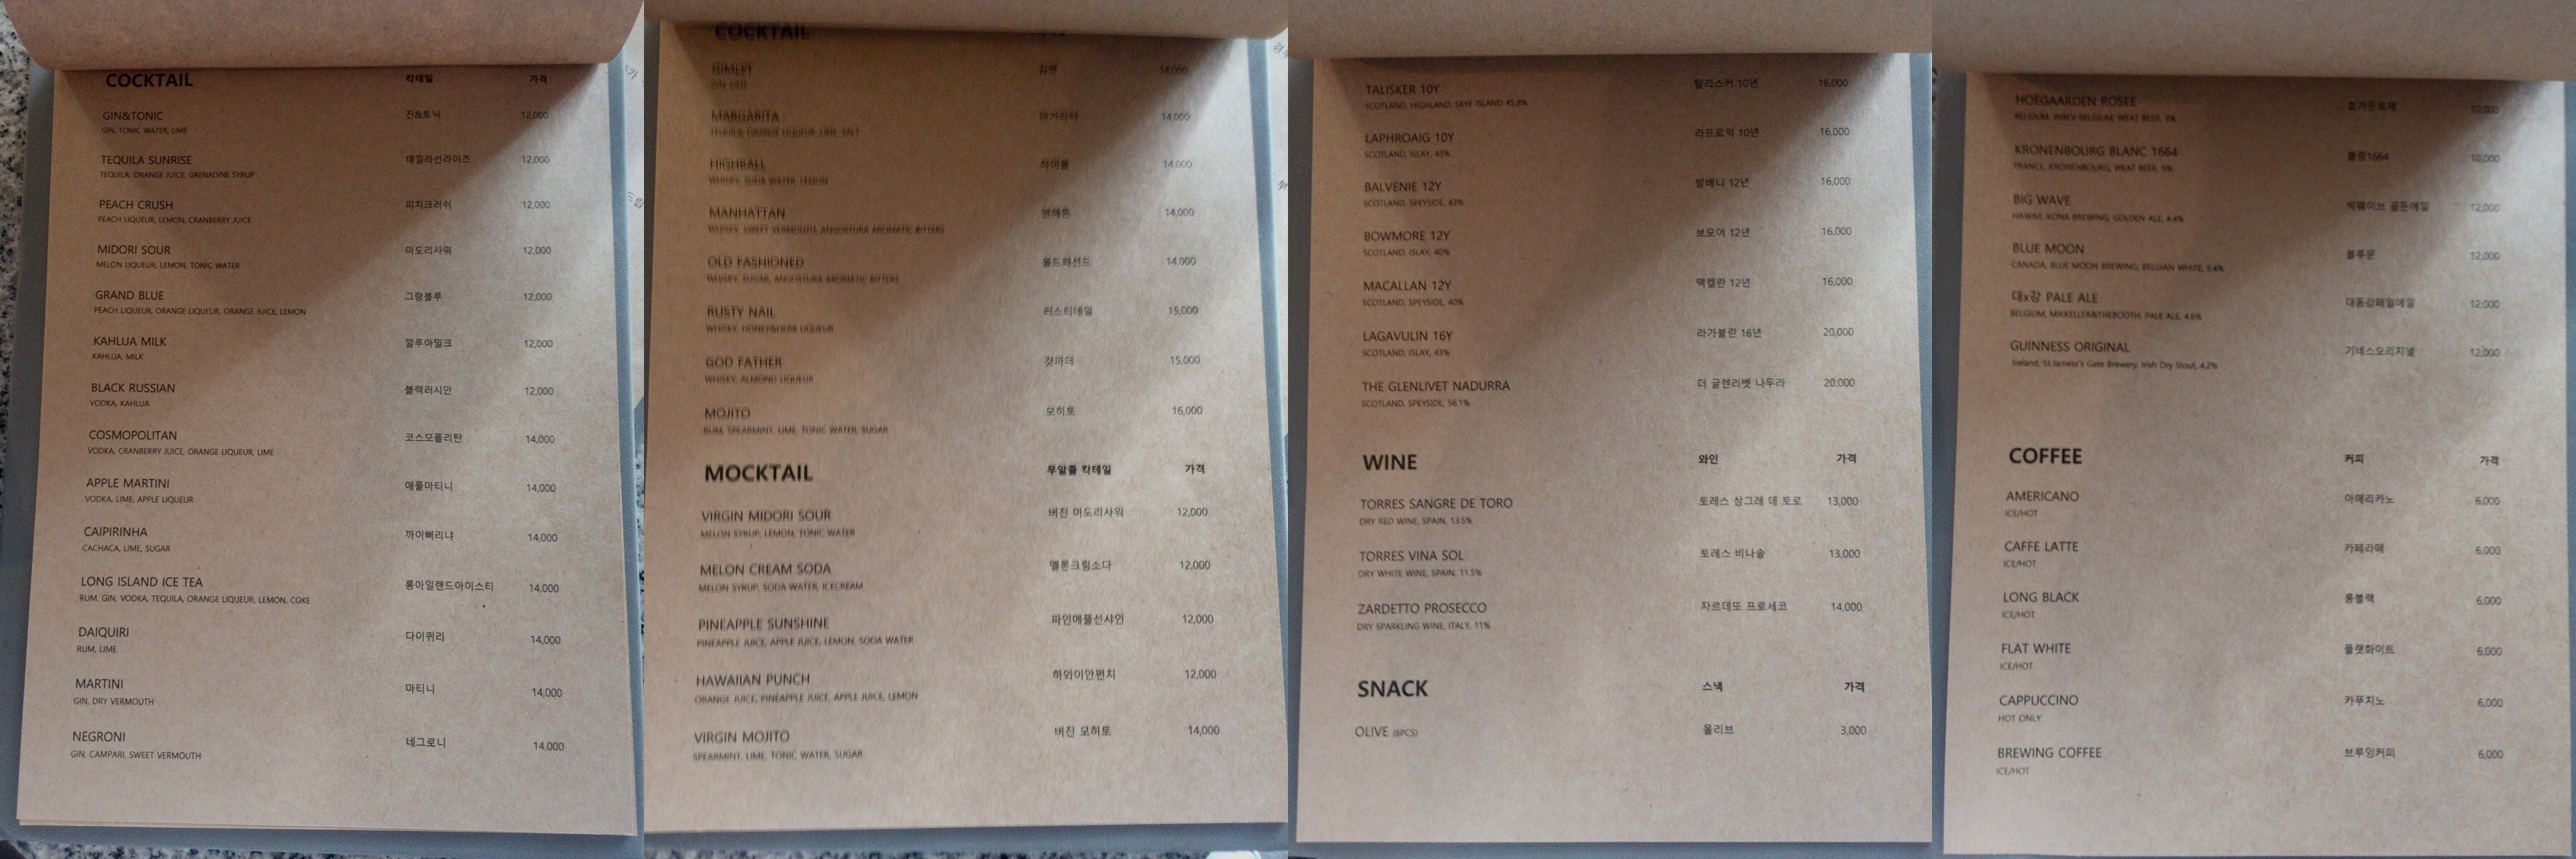 COCKTAIL 칵테일 가격
GIN&TONIC 진&토닉 12,000
GIN, TONIC WATER, LIME
TEQUILA SUNRISE 데낄라선라이즈 12,000
TEQUILA, ORANGE JUICE, GRENADINE SYRUP
PEACH CRUSH 피치크러쉬 12,000
PEACH LIQUEUR, LEMON, CRANBERRY JUICE
MIDORI SOUR 미도리사워 12,000
MELON LIQUEUR, LEMON, TONIC WATER
GRAND BLUE 그랑블루 12,000
PEACH LIQUEUR, ORANGE LIQUEUR, ORANGE JUICE, LEMON
KAHLUA MILK 깔루아밀크 12,000
KAHLUA, MILK
BLACK RUSSIAN 블랙러시안 12,000
VODKA, KAHLUA
COSMOPOLITAN 코스모폴리탄 14,000
VODKA, CRANBERRY JUICE, ORANGE LIQUEUR, LIME
APPLE MARTINI 애플마티니 14,000
VODKA, LIME, APPLE LIQUEUR
CAIPIRINHA 까이삐리냐 14,000
CACHACA, LIME, SUGAR
LONG ISLAND ICE TEA 롱아일랜드아이스티 14,000
RUM, GIN, VODKA, TEQUILA, ORANGE LIQUEUR, LEMON, COKE
DAIQUIRI 다이퀴리 14,000
RUM, LIME
MARTINI 마티니 14,000
GIN, DRY VERMOUTH
NEGRONI 네그로니 14,000
GIN, CAMPARI, SWEET VERMOUTH
COCKTAIL
GIMLET 김렛 14,000
GIN, LIME
MARGARITA 마가리타 14,000
TEQUILA, ORANGE LIQUEUR, LIME, SALT
HIGHBALL 하이볼 14,000
WHISKY, SODA WATER, LEMON
MANHATTAN 맨해튼 14,000
WHISKY, SWEET VERMOUTH, ANGOSTURA AROMATIC BITTERS
OLD FASHIONED 올드패션드 14,000
WHISKY, SUGAR, ANGOSTURA AROMATIC BITTERS
RUSTY NAIL 러스티네일 15,000
WHISKY, HONEY&HERB LIQUEUR
GOD FATHER 갓파더 15,000
WHISKY, ALMOND LIQUEUR
MOJITO 모히토 16,000
RUM, SPEARMINT, LIME, TONIC WATER, SUGAR
MOCKTAIL 무알콜 칵테일 가격
VIRGIN MIDORI SOUR 버진 미도리사워 12,000
MELON SYRUP, LEMON, TONIC WATER
MELON CREAM SODA 멜론크림소다 12,000
MELON SYRUP, SODA WATER, ICECREAM
PINEAPPLE SUNSHINE 파인애플선샤인 12,000
PINEAPPLE JUICE, APPLE JUICE, LEMON, SODA WATER
HAWAIIAN PUNCH 하와이안펀치 12,000
ORANGE JUICE, PINEAPPLE JUICE, APPLE JUICE, LEMON
VIRGIN MOJITO 버진 모히토 14,000
SPEARMINT, LIME, TONIC WATER, SUGAR
TALISKER 10Y 탈리스커 10년 16,000
SCOTLAND, HIGHLAND, SKYE ISLAND 45.8%
LAPHROAIG 10Y 라프로익 10년 16,000
SCOTLAND, ISLAY, 43%
BALVENIE 12Y 발베니 12년 16,000
SCOTLAND, SPEYSIDE, 43%
BOWMORE 12Y 보모어 12년 16,000
SCOTLAND, ISLAY, 40%
MACALLAN 12Y 맥캘란 12년 16,000
SCOTLAND, SPEYSIDE, 40%
LAGAVULIN 16Y 라가불린 16년 20,000
SCOTLAND, ISLAY, 43%
THE GLENLIVET NADURRA 더 글렌리벳 나두라 20,000
SCOTLAND, SPEYSIDE, 56.1%
WINE 와인 가격
TORRES SANGRE DE TORO 토레스 상그레 데 토로 13,000
DRY RED WINE, SPAIN, 13.5%
TORRES VINA SOL 토레스 비냐솔 13,000
DRY WHITE WINE, SPAIN, 11.5%
ZARDETTO PROSECCO 자르데또 프로세코 14,000
DRY SPARKLING WINE, ITALY, 11%
SNACK 스낵 가격
OLIVE (6PCS) 올리브 3,000
HOEGAARDEN ROSEE 호가든로제 10,000
BELGIUM, INBEV BELGIUM, WEAT BEER, 3%
KRONENBOURG BLANC 1664 블랑1664 10,000
FRANCE, KRONENBOURG, WEAT BEER, 5%
BIG WAVE 빅웨이브 골든에일 12,000
HAWAII, KONA BREWING, GOLDEN ALE, 4.4%
BLUE MOON 블루문 12,000
CANADA, BLUE MOON BREWING, BELGIAN WHITE, 5.4%
대x강 PALE ALE 대동강페일에일 12,000
BELGIUM, MIKKELLER&THEBOOTH, PALE ALE, 4.6%
GUINNESS ORIGINAL 기네스오리지널 12,000
Ireland, St.Jamess's Gate Brewery, Irish Dry Stout, 4.2%
COFFEE 커피 가격
AMERICANO 아메리카노 6,000
ICE/HOT
CAFFE LATTE 카페라떼 6,000
ICE/HOT
LONG BLACK 롱블랙 6,000
ICE/HOT
FLAT WHITE 플랫화이트 6,000
ICE/HOT
CAPPUCCINO 카푸치노 6,000
HOT ONLY
BREWING COFFEE 브루잉커피 6,000
ICE/HOT